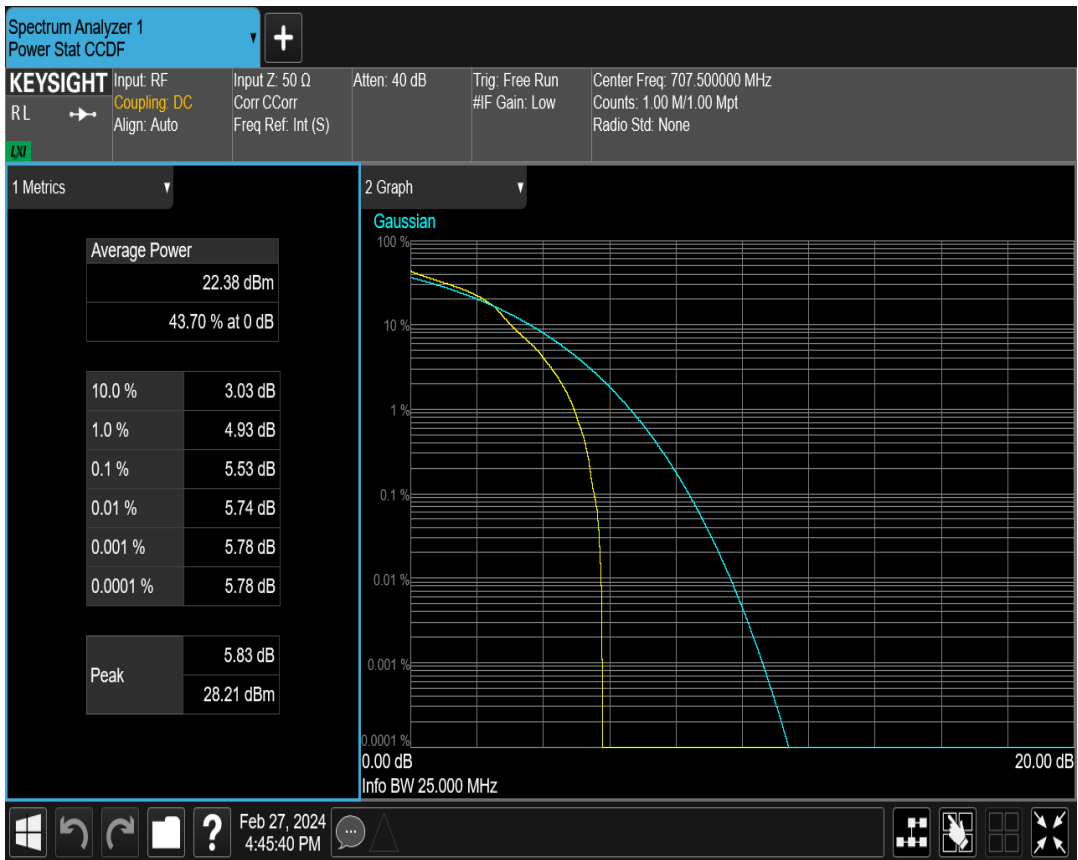 Spectrum Analyzer 1
Power Stat CCDF
KEYSIGHT
RL
LXI
Input: RF
Coupling: DC
Align: Auto
Input Z: 50 Ω
Corr CCorr
Freq Ref: Int (S)
Atten: 40 dB
Trig: Free Run
#IF Gain: Low
Center Freq: 707.500000 MHz
Counts: 1.00 M/1.00 Mpt
Radio Std: None
1 Metrics
Average Power
22.38 dBm
43.70 % at 0 dB
10.0 % 3.03 dB
1.0 % 4.93 dB
0.1 % 5.53 dB
0.01 % 5.74 dB
0.001 % 5.78 dB
0.0001 % 5.78 dB
Peak
5.83 dB
28.21 dBm
2 Graph
Gaussian
100 %
10 %
1 %
0.1 %
0.01 %
0.001 %
0.0001 %
0.00 dB 20.00 dB
Info BW 25.000 MHz
Feb 27, 2024
4:45:40 PM